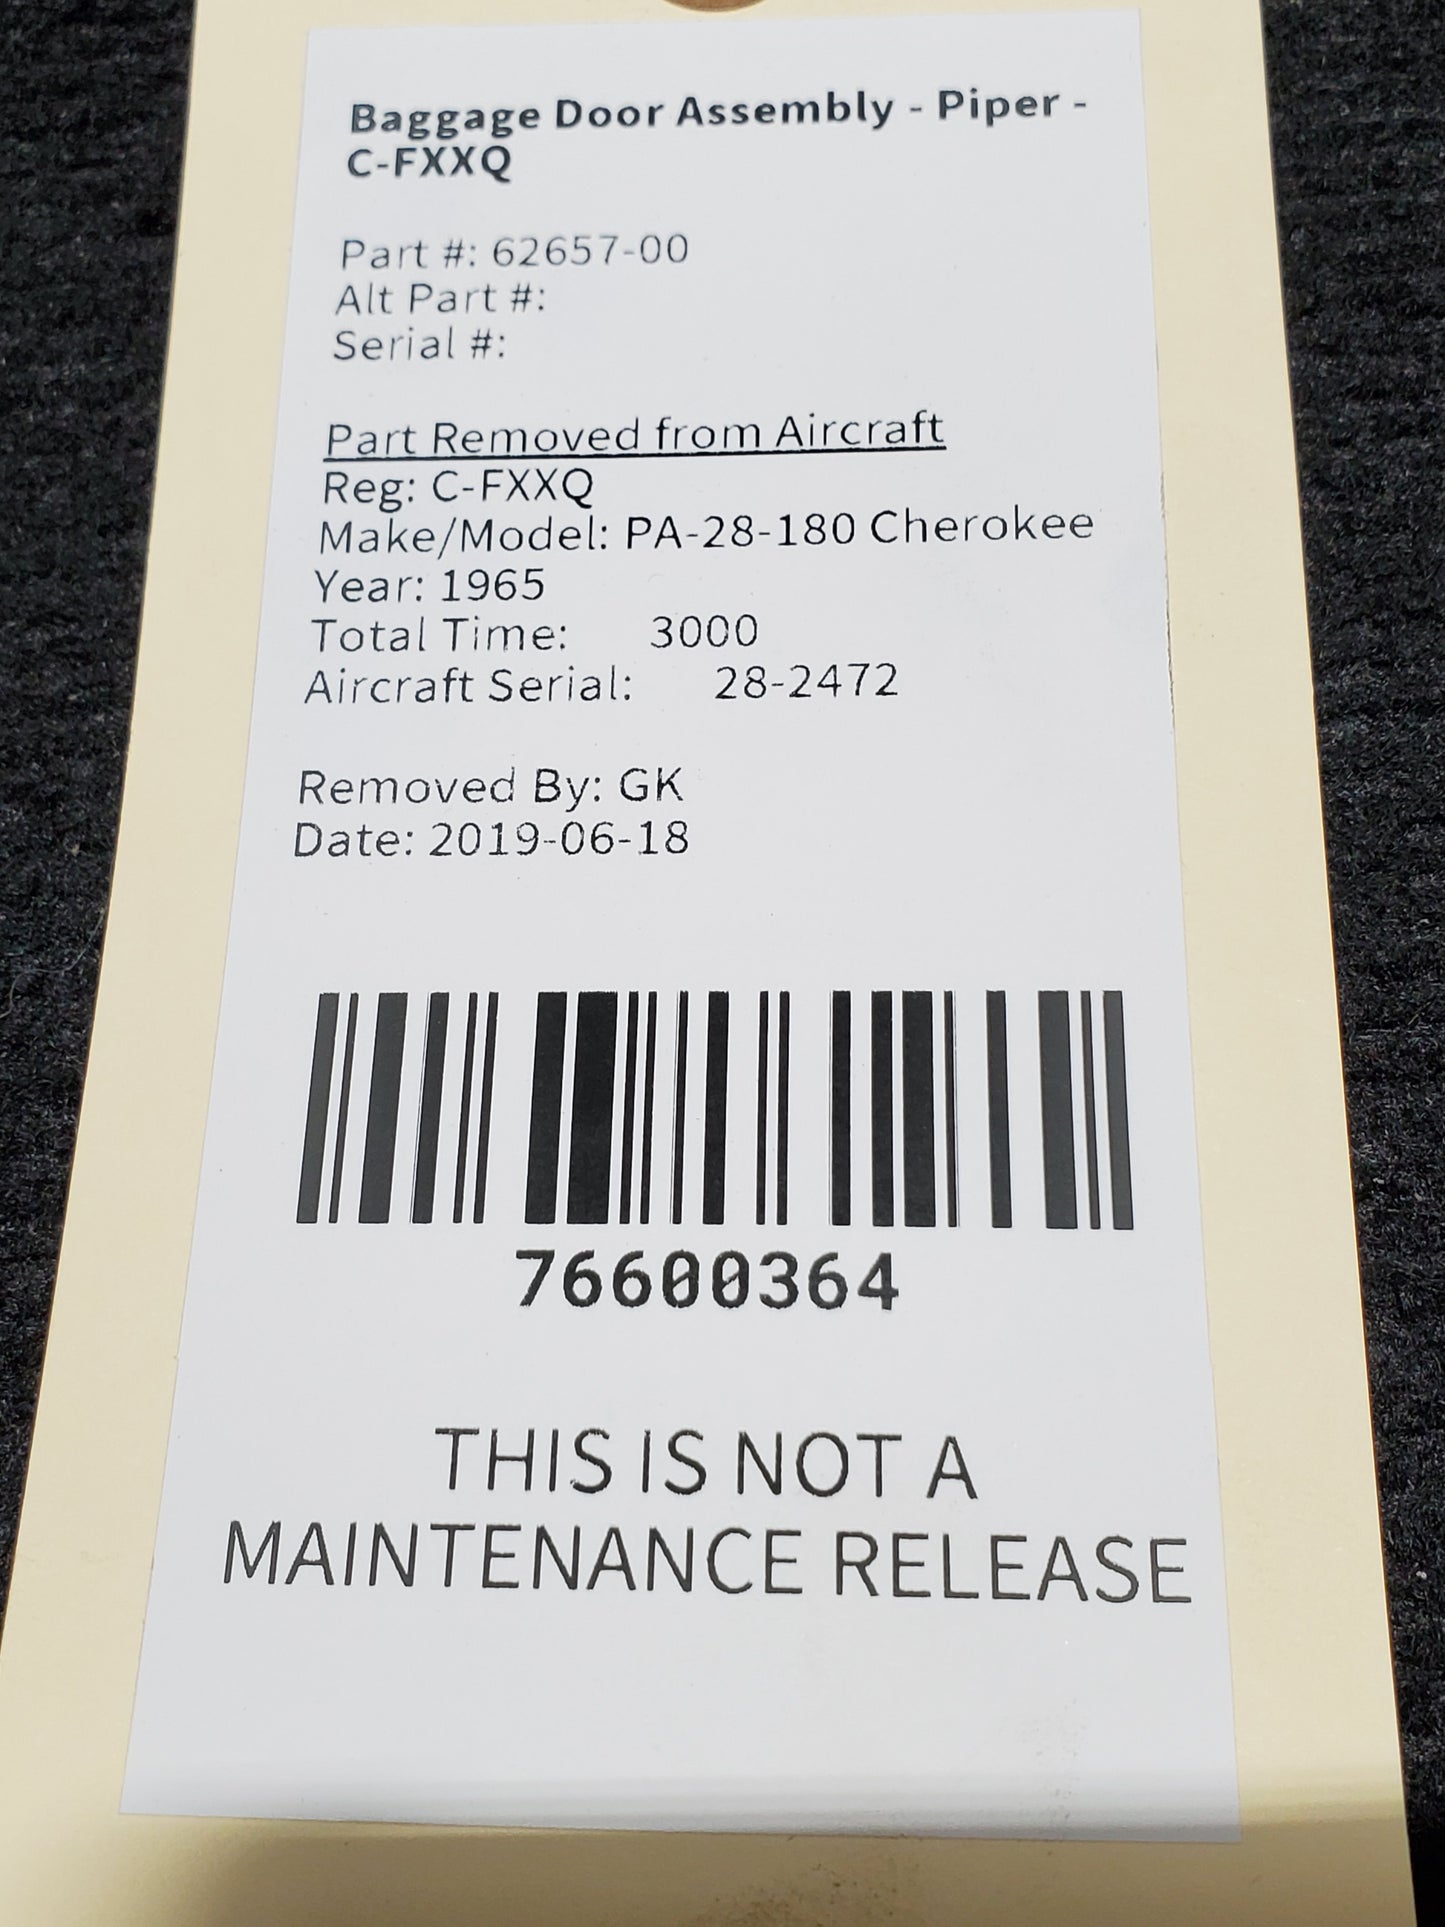 Baggage Door Assembly - Piper -
C-FXXQ
Part #: 62657-00
Alt Part #:
Serial #:
Part Removed from Aircraft
Reg: C-FXXQ
Make/Model: PA-28-180 Cherokee
Year: 1965
Total Time: 3000
Aircraft Serial: 28-2472
Removed By: GK
Date: 2019-06-18
76600364
THIS IS NOT A
MAINTENANCE RELEASE